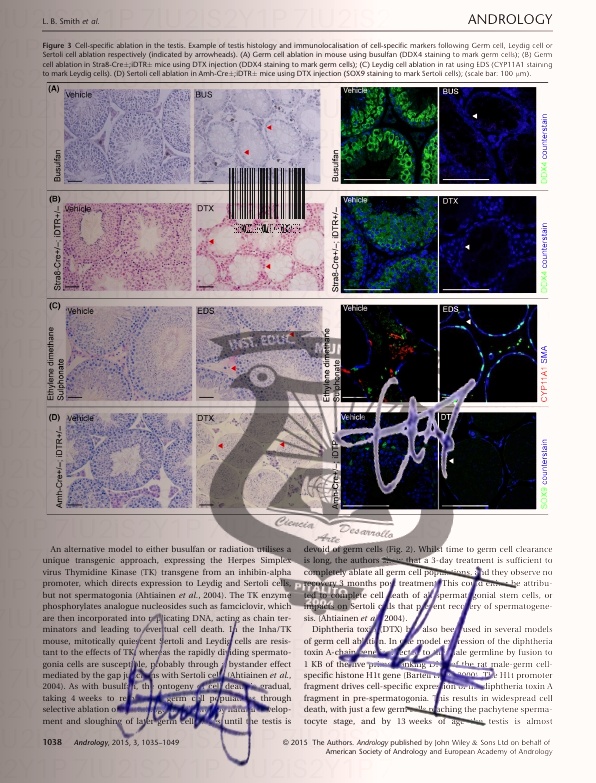 L. B. Smith et al.
ANDROLOGY
Figure 3 Cell-specific ablation in the testis. Example of testis histology and immunolocalisation of cell-specific markers following Germ cell, Leydig cell or
Sertoli cell ablation respectively (indicated by arrowheads). (A) Germ cell ablation in mouse using busulfan (DDX4 staining to mark germ cells); (B) Germ
cell ablation in Stra8-Cre±;iDTR± mice using DTX injection (DDX4 staining to mark germ cells); (C) Leydig cell ablation in rat using EDS (CYP11A1 staining
to mark Leydig cells). (D) Sertoli cell ablation in Amh-Cre±;iDTR± mice using DTX injection (SOX9 staining to mark Sertoli cells), (scale bar: 100 μm).
(A)
Vehicle
BUS
Vehicle
BUS
Busulfan
Busulfan
DDX4 counterstain
(B)
Vehicle
DTX
Vehicle
DTX
Stra8-Cre+/−; iDTR+/−
Stra8-Cre+/−; iDTR+/−
DDX4 counterstain
(C)
Vehicle
EDS
Vehicle
EDS
Ethylene dimethane
Sulphonate
Ethylene dimethane
Sulphonate
CYP11A1 SMA
(D)
Vehicle
DTX
Vehicle
DT
Amh-Cre+/−; iDTR+/−
Amh-Cre+/−; iDTR
SOX9 counterstain
INST. EDUC.
Ciencia
Arte
Desarrollo
An alternative model to either busulfan or radiation utilises a
unique transgenic approach, expressing the Herpes Simplex
virus Thymidine Kinase (TK) transgene from an inhibin-alpha
promoter, which directs expression to Leydig and Sertoli cells,
but not spermatogonia (Ahtiainen et al., 2004). The TK enzyme
phosphorylates analogue nucleosides such as famciclovir, which
are then incorporated into replicating DNA, acting as chain ter-
minators and leading to eventual cell death. In the Inha/TK
mouse, mitotically quiescent Sertoli and Leydig cells are resis-
tant to the effects of TK, whereas the rapidly dividing spermato-
gonia cells are susceptible, probably through a bystander effect
mediated by the gap junctions with Sertoli cells (Ahtiainen et al.,
2004). As with busulfan, the germ cell death is gradual,
taking 4 weeks to germ cell population through
selective ablation of develop-
ment and sloughing of later germ cells until the testis is
devoid of germ cells (Fig. 2). Whilst time to germ cell clearance
is long, the authors show that a 3-day treatment is sufficient to
completely ablate all germ cell populations, and they observe no
recovery 3 months post treatment. This could either be attribu-
ted to complete cell death of all spermatogonial stem cells, or
impacts on Sertoli cells that prevent recovery of spermatogene-
sis. (Ahtiainen et al., 2004).
Diphtheria toxin (DTX) has also been used in several models
of germ cell ablation. In one model expression of the diphtheria
toxin A-chain gene male germline by fusion to
1 KB of the DNA of the rat male germ-cell-
specific histone H1t gene (Bartell et al., 2000). The H1t promoter
fragment drives cell-specific expression of the diphtheria toxin A
fragment in pre-spermatogonia. This results in widespread cell
death, with just a few germ cells reaching the pachytene sperma-
tocyte stage, and by 13 weeks of age the testis is almost
1038 Andrology, 2015, 3, 1035–1049
© 2015 The Authors. Andrology published by John Wiley & Sons Ltd on behalf of
American Society of Andrology and European Academy of Andrology